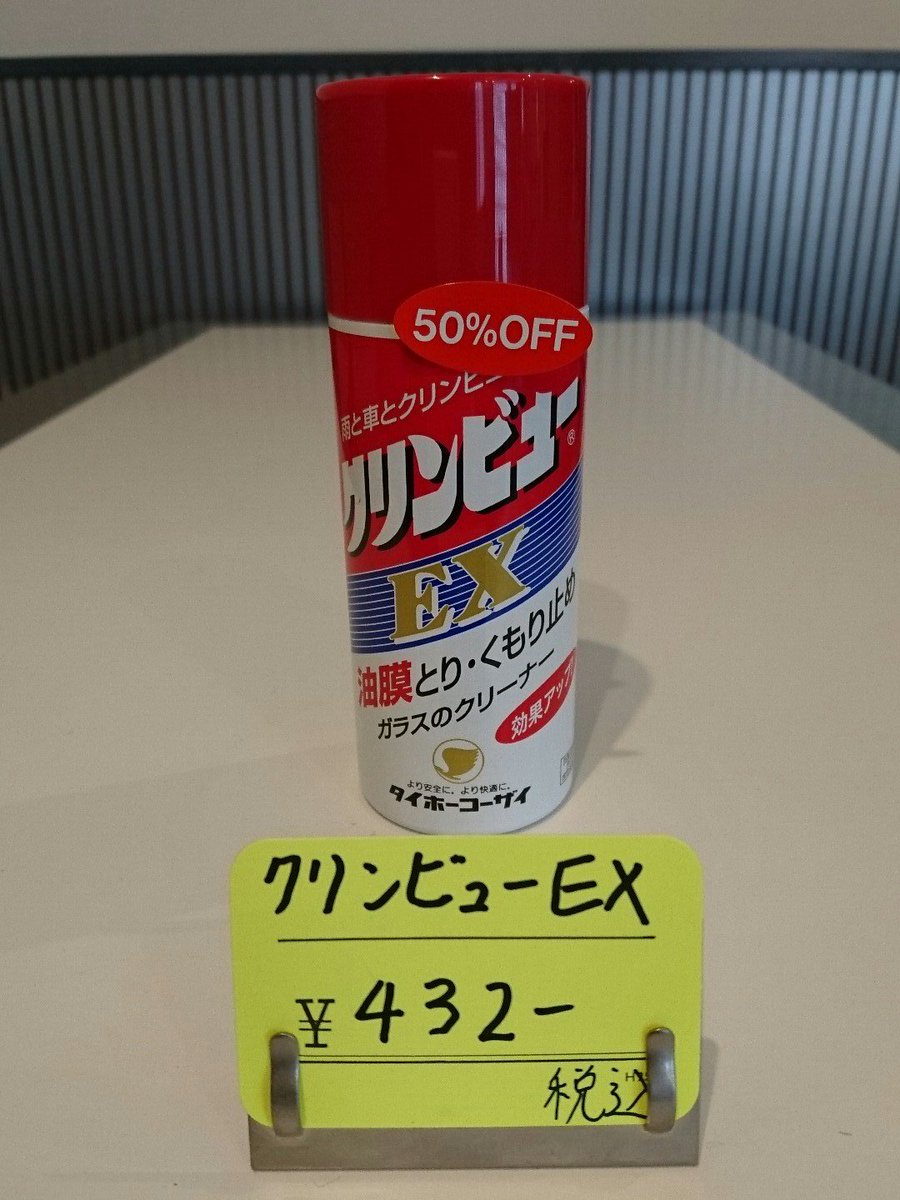 50%OFF
雨と車とクリンビュー
クリンビュー®
EX
油膜とり・くもり止め
ガラスのクリーナー
効果アップ
より安全に。より快適に。
タイホーコーザイ
クリンビューEX
¥432-
税込